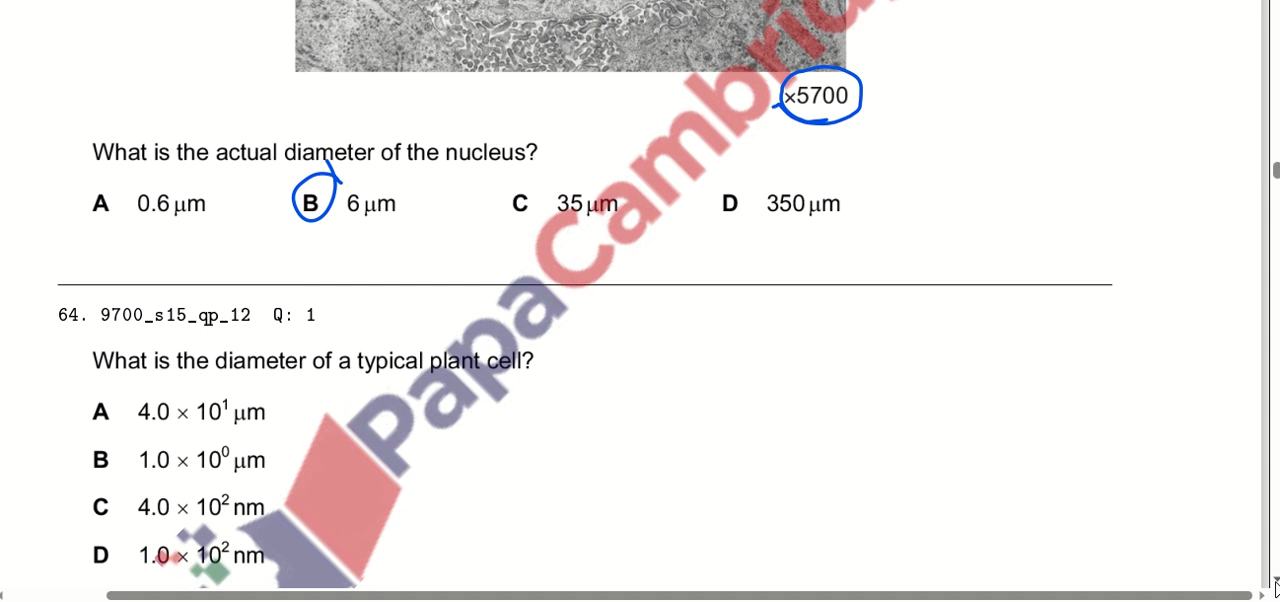 ×5700
What is the actual diameter of the nucleus?
A 0.6 µm B 6 µm C 35 µm D 350 µm
64. 9700_s15_qp_12 Q: 1
What is the diameter of a typical plant cell?
A 4.0 × 10¹ µm
B 1.0 × 10⁰ µm
C 4.0 × 10² nm
D 1.0 × 10² nm
PapaCambri